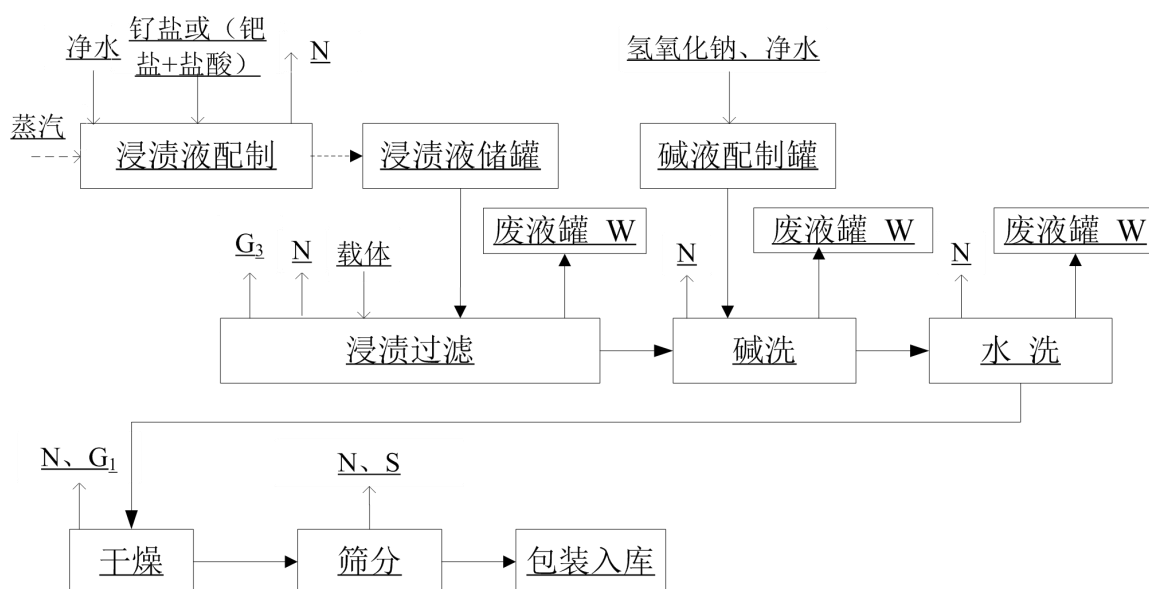 净水
钌盐或（钯
盐+盐酸）
N
氢氧化钠、净水
蒸汽
浸渍液配制
浸渍液储罐
碱液配制罐
废液罐 W
废液罐 W
废液罐 W
G3
N
载体
N
N
浸渍过滤
碱洗
水 洗
N、G1
N、S
干燥
筛分
包装入库